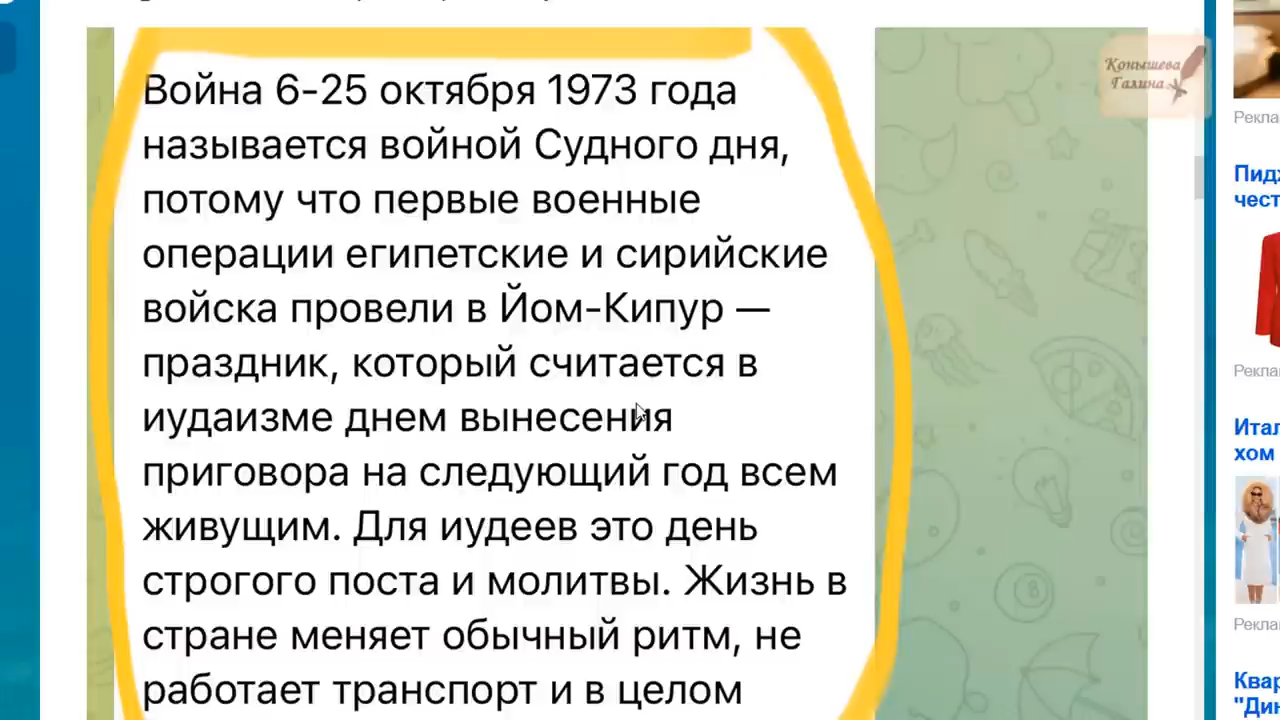 Война 6-25 октября 1973 года
называется войной Судного дня,
потому что первые военные
операции египетские и сирийские
войска провели в Йом-Кипур —
праздник, который считается в
иудаизме днем вынесения
приговора на следующий год всем
живущим. Для иудеев это день
строгого поста и молитвы. Жизнь в
стране меняет обычный ритм, не
работает транспорт и в целом
Конышева
Галина
Рекла
Пидж
чест
Рекла
Итал
хом
Рекла
Квар
"Дин